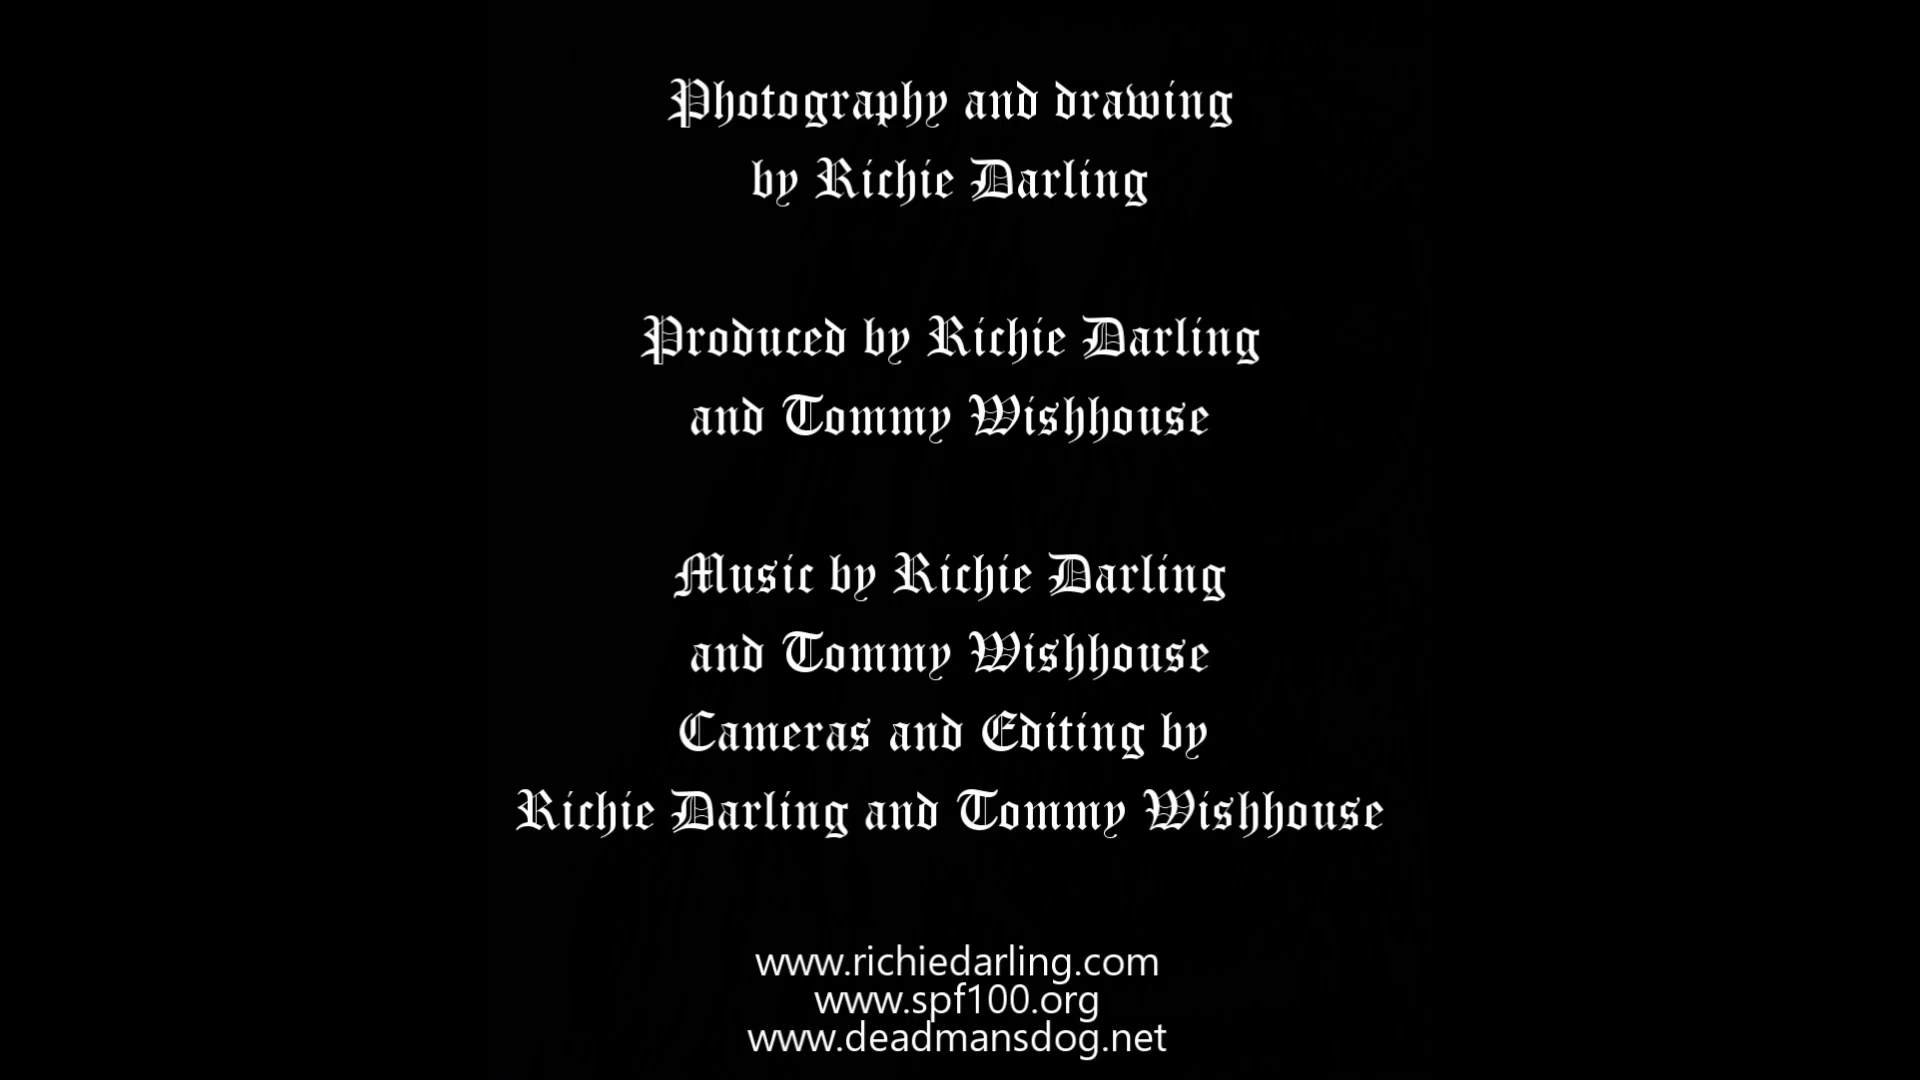 Photography and drawing
by Richie Darling
Produced by Richie Darling
and Tommy Wishhouse
Music by Richie Darling
and Tommy Wishhouse
Cameras and Editing by
Richie Darling and Tommy Wishhouse
www.richiedarling.com
www.spf100.org
www.deadmansdog.net